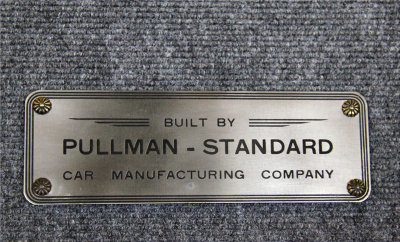 BUILT BY
PULLMAN - STANDARD
CAR MANUFACTURING COMPANY